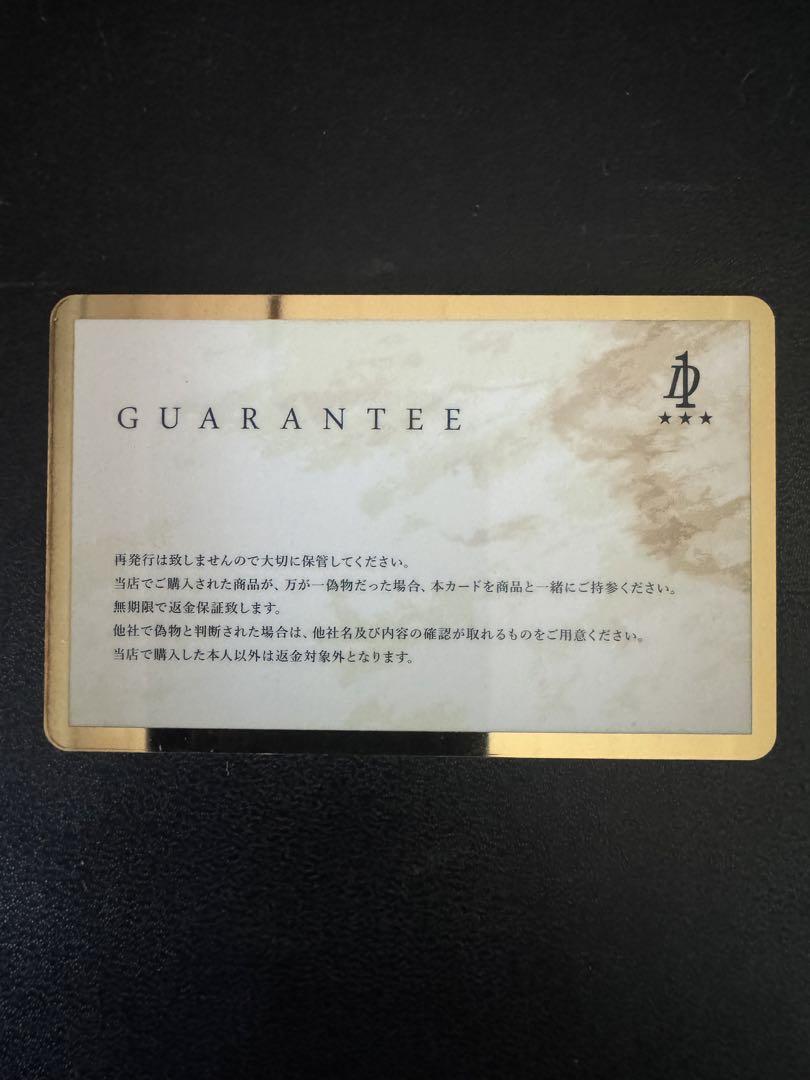 GUARANTEE
★★★
再発行は致しませんので大切に保管してください。
当店でご購入された商品が、万が一偽物だった場合、本カードを商品と一緒にご持参ください。
無期限で返金保証致します。
他社で偽物と判断された場合は、他社名及び内容の確認が取れるものをご用意ください。
当店で購入した本人以外は返金対象外となります。